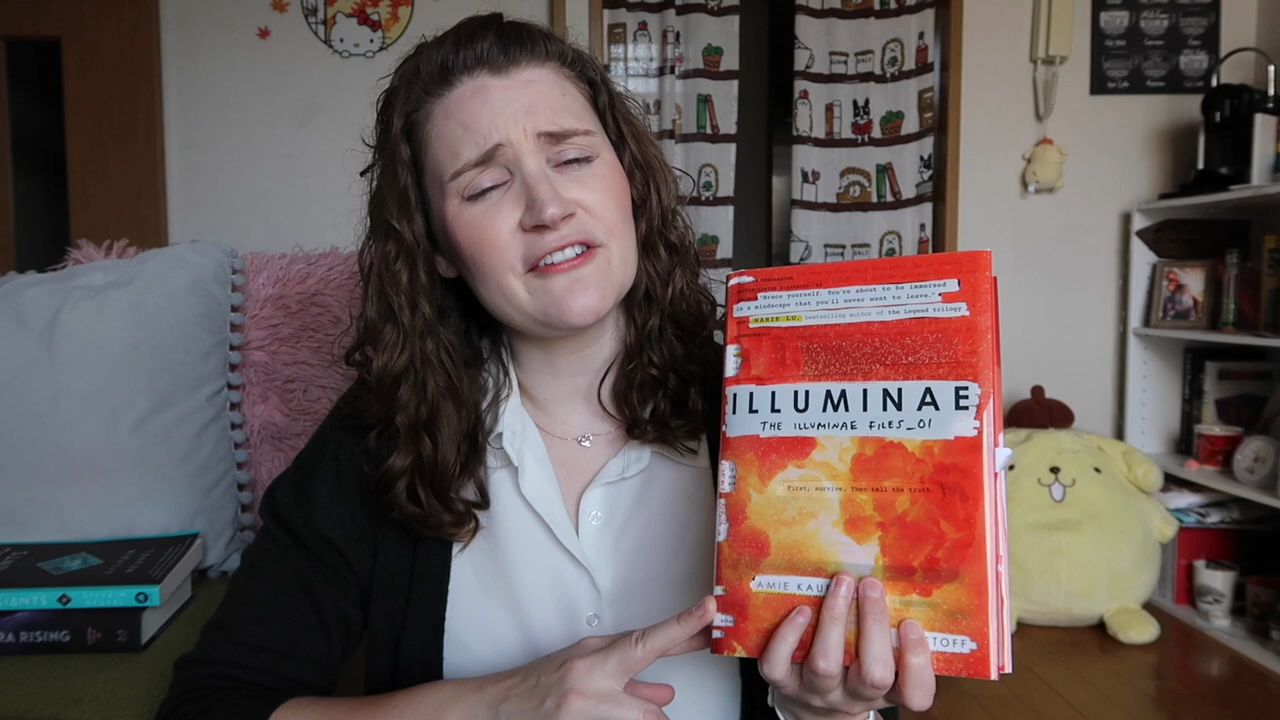 "Brace yourself. You're about to be immersed
in a mindscape that you'll never want to leave."
MARIE LU, bestselling author of the Legend trilogy
ILLUMINAE
THE ILLUMINAE FILES_01
First, survive. Then tell the truth.
AMIE KAU
STOFF
GIANTS
RA RISING